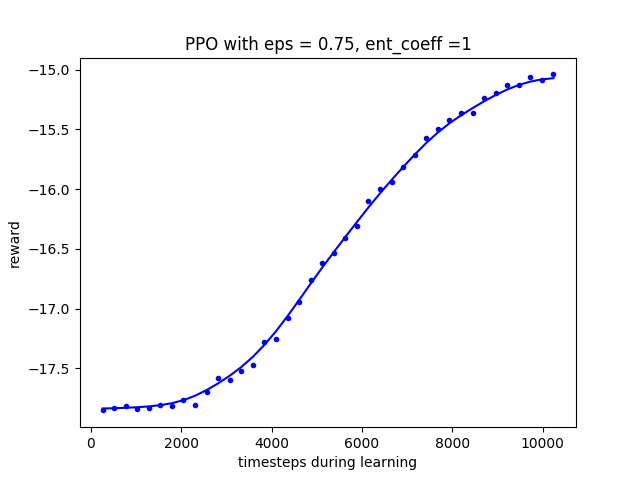 PPO with eps = 0.75, ent_coeff =1
−15.0
−15.5
−16.0
−16.5
−17.0
−17.5
reward
0 2000 4000 6000 8000 10000
timesteps during learning